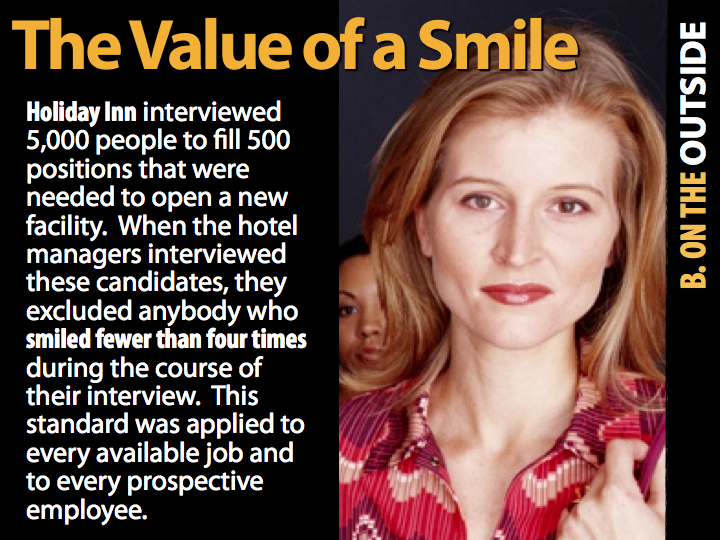 The Value of a Smile
Holiday Inn interviewed
5,000 people to fill 500
positions that were
needed to open a new
facility.  When the hotel
managers interviewed
these candidates, they
excluded anybody who
smiled fewer than four times
during the course of
their interview.  This
standard was applied to
every available job and
to every prospective
employee.
B. ON THE OUTSIDE